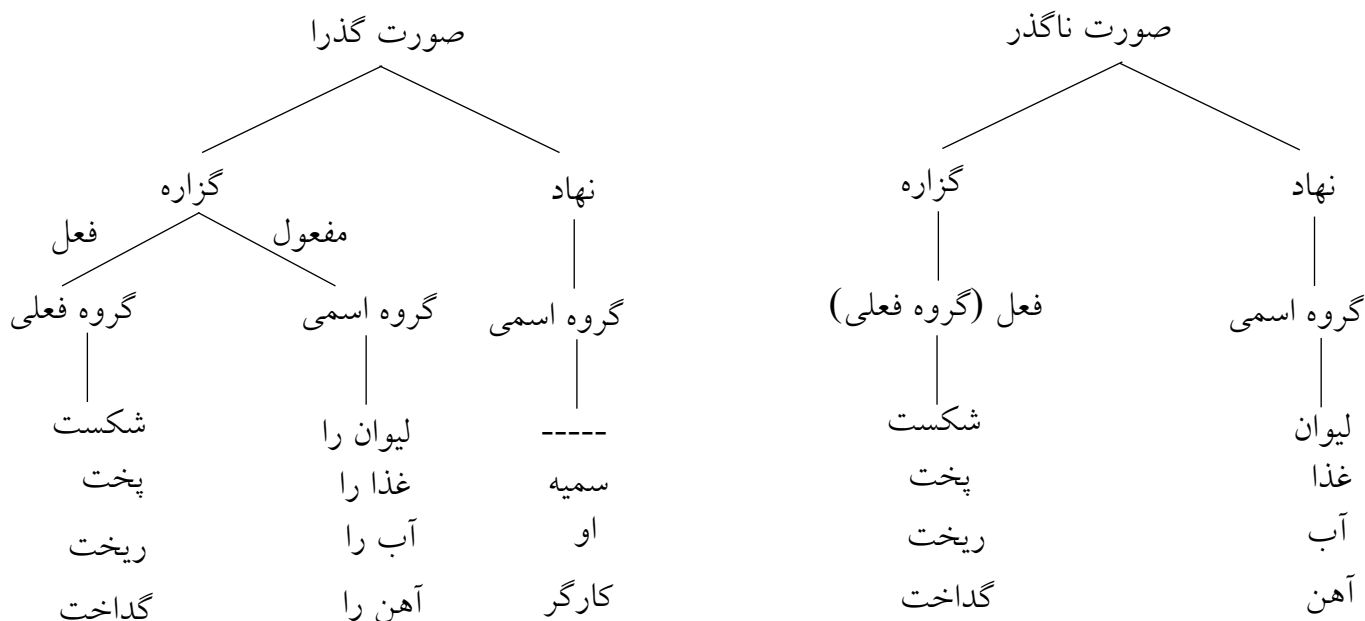 صورت ناگذر
صورت گذرا
نهاد
گزاره
نهاد
گزاره
مفعول
فعل
گروه اسمی
فعل (گروه فعلی)
گروه اسمی
گروه اسمی
گروه فعلی
لیوان
شکست
-----
لیوان را
شکست
غذا
پخت
سمیه
غذا را
پخت
آب
ریخت
او
آب را
ریخت
آهن
گداخت
کارگر
آهن را
گداخت